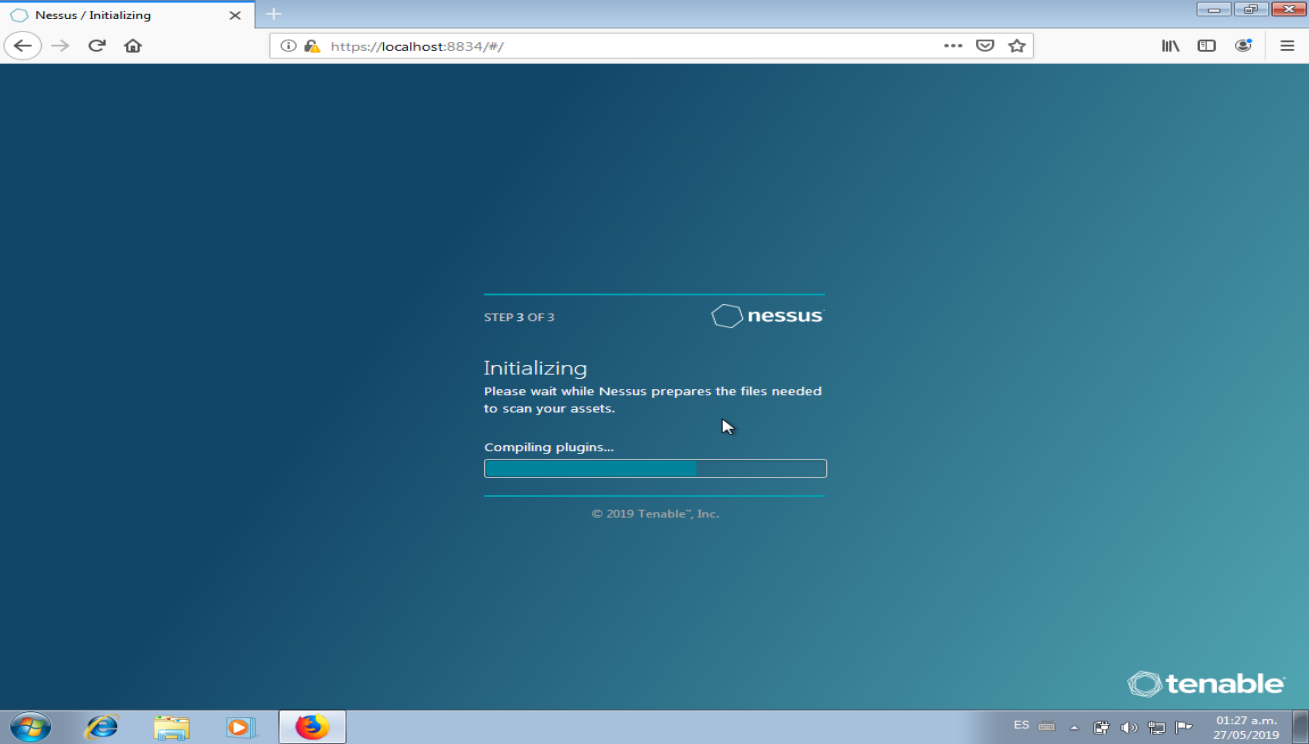 Nessus / Initializing
https://localhost:8834/#/
STEP 3 OF 3
nessus
Initializing
Please wait while Nessus prepares the files needed
to scan your assets.
Compiling plugins...
© 2019 Tenable™, Inc.
tenable
ES
01:27 a.m.
27/05/2019